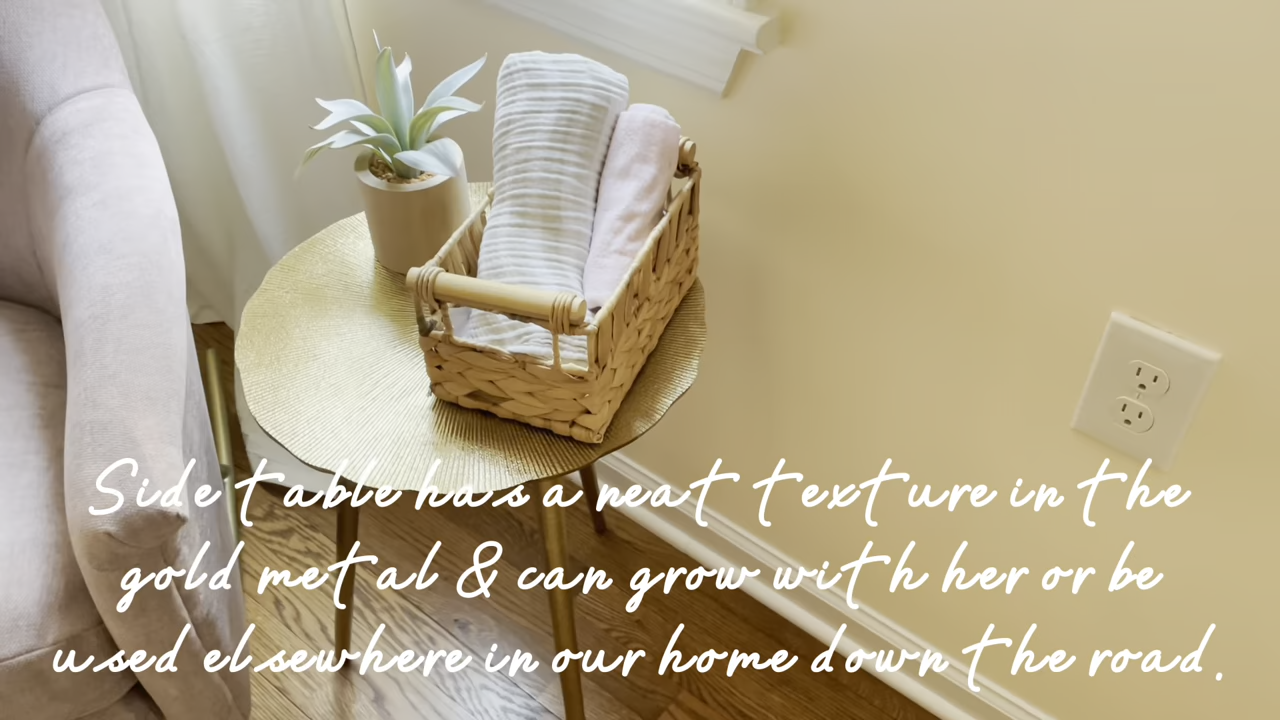 Side table has a neat texture in the
gold metal & can grow with her or be
used elsewhere in our home down the road.